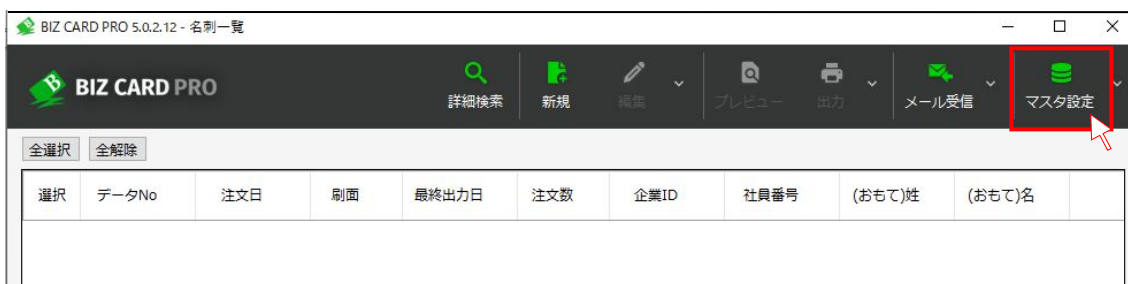 BIZ CARD PRO 5.0.2.12 - 名刺一覧
BIZ CARD PRO
詳細検索 新規 編集 プレビュー 出力 メール受信 マスタ設定
全選択 全解除
選択 データNo 注文日 刷面 最終出力日 注文数 企業ID 社員番号 (おもて)姓 (おもて)名